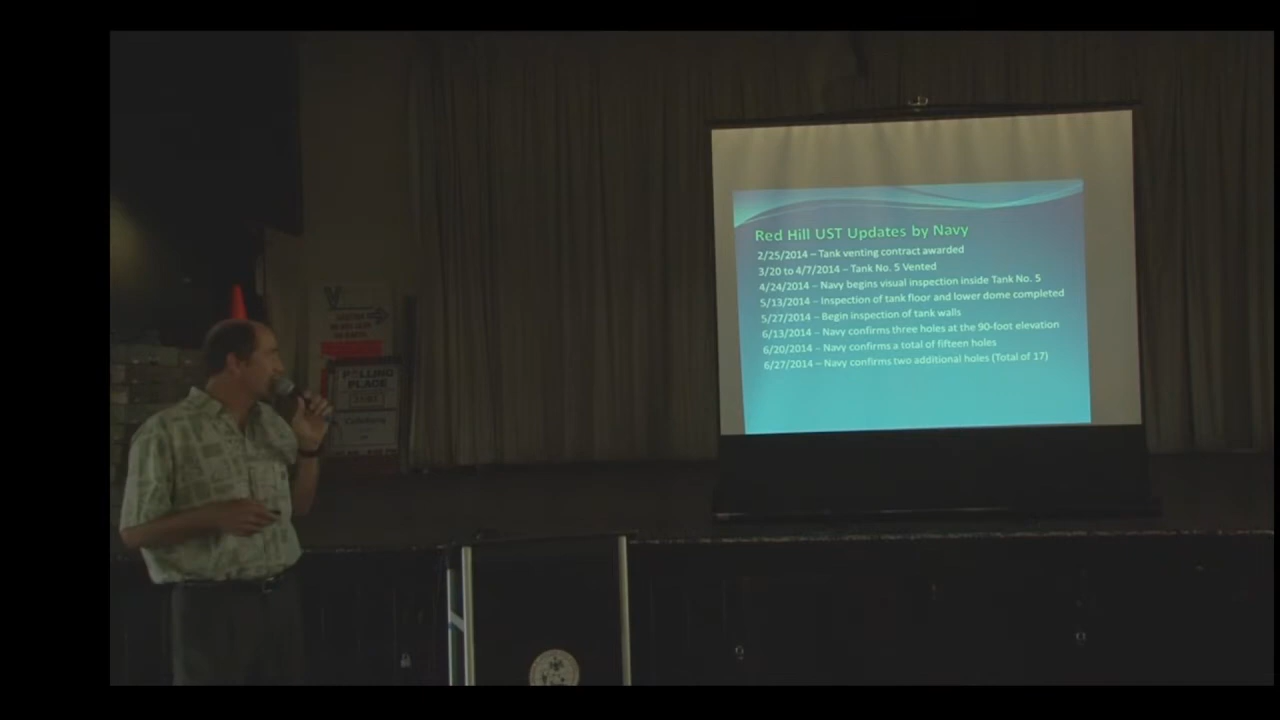 Red Hill UST Updates by Navy
2/25/2014 – Tank venting contract awarded
3/20 to 4/7/2014 – Tank No. 5 Vented
4/24/2014 – Navy begins visual inspection inside Tank No. 5
5/13/2014 – Inspection of tank floor and lower dome completed
5/27/2014 – Begin inspection of tank walls
6/13/2014 – Navy confirms three holes at the 90-foot elevation
6/20/2014 – Navy confirms a total of fifteen holes
6/27/2014 – Navy confirms two additional holes (Total of 17)
POLLING
PLACE